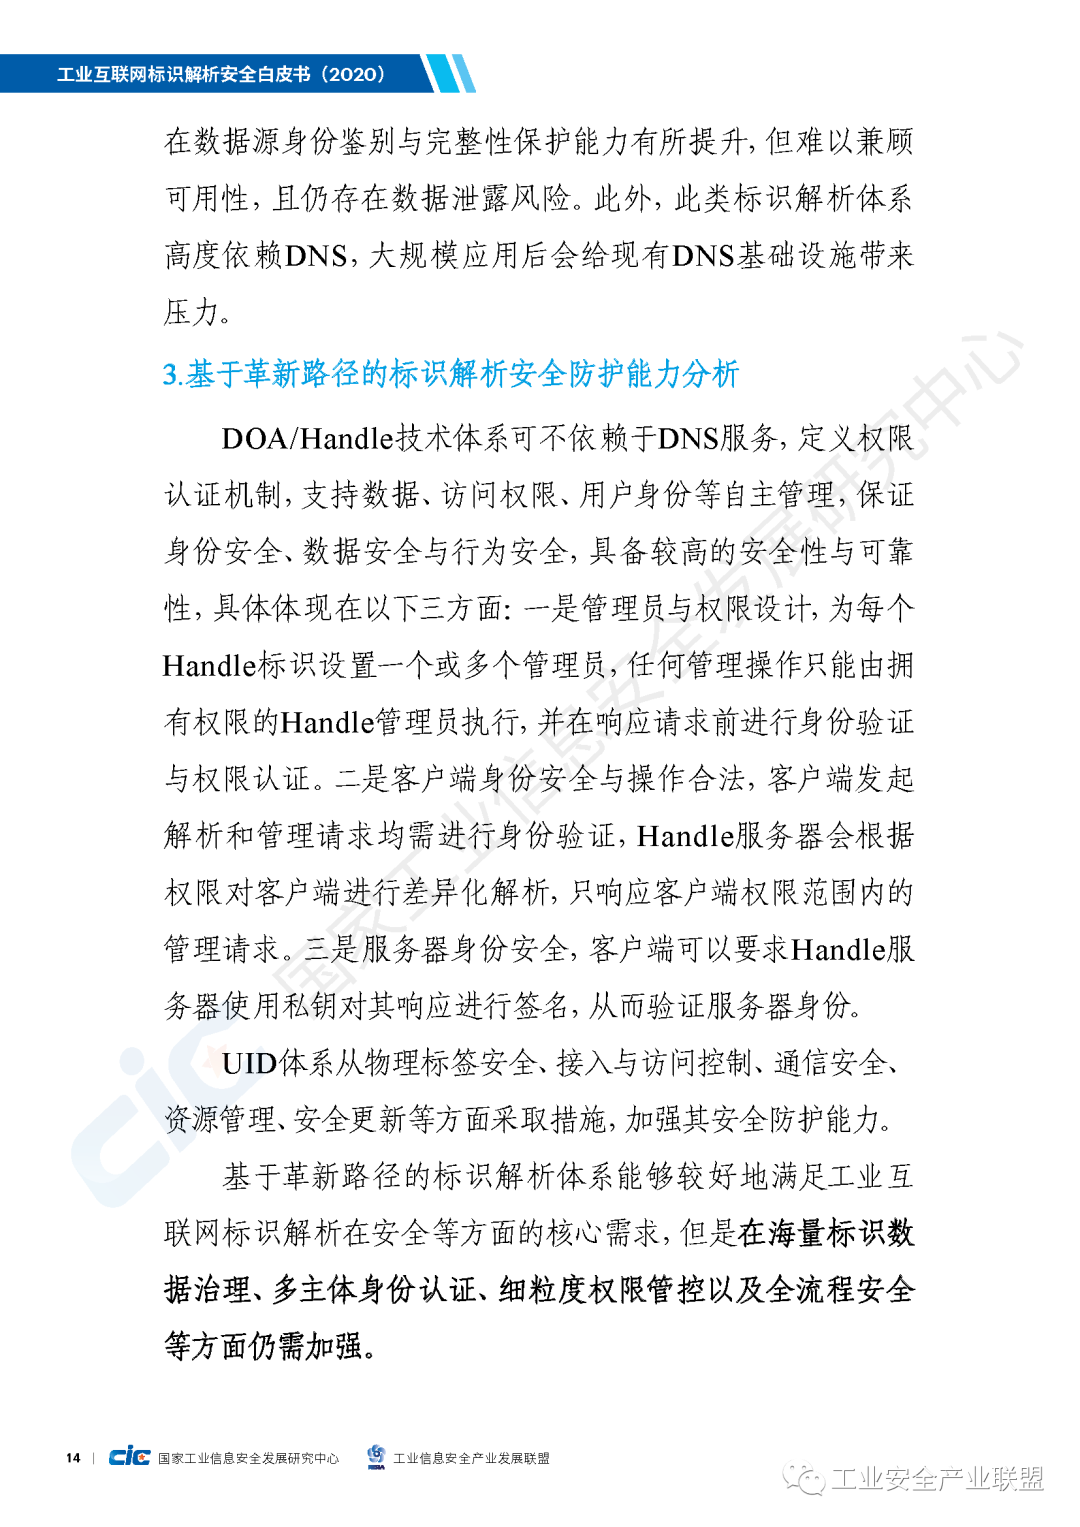 工业互联网标识解析安全白皮书（2020）
在数据源身份鉴别与完整性保护能力有所提升，但难以兼顾
可用性，且仍存在数据泄露风险。此外，此类标识解析体系
高度依赖DNS，大规模应用后会给现有DNS基础设施带来
压力。
3.基于革新路径的标识解析安全防护能力分析
DOA/Handle技术体系可不依赖于DNS服务，定义权限
认证机制，支持数据、访问权限、用户身份等自主管理，保证
身份安全、数据安全与行为安全，具备较高的安全性与可靠
性，具体体现在以下三方面：一是管理员与权限设计，为每个
Handle标识设置一个或多个管理员，任何管理操作只能由拥
有权限的Handle管理员执行，并在响应请求前进行身份验证
与权限认证。二是客户端身份安全与操作合法，客户端发起
解析和管理请求均需进行身份验证，Handle服务器会根据
权限对客户端进行差异化解析，只响应客户端权限范围内的
管理请求。三是服务器身份安全，客户端可以要求Handle服
务器使用私钥对其响应进行签名，从而验证服务器身份。
UID体系从物理标签安全、接入与访问控制、通信安全、
资源管理、安全更新等方面采取措施，加强其安全防护能力。
基于革新路径的标识解析体系能够较好地满足工业互
联网标识解析在安全等方面的核心需求，但是在海量标识数
据治理、多主体身份认证、细粒度权限管控以及全流程安全
等方面仍需加强。
国家工业信息安全发展研究中心
CIC
14 | CIC 国家工业信息安全发展研究中心 工业信息安全产业发展联盟
工业安全产业联盟